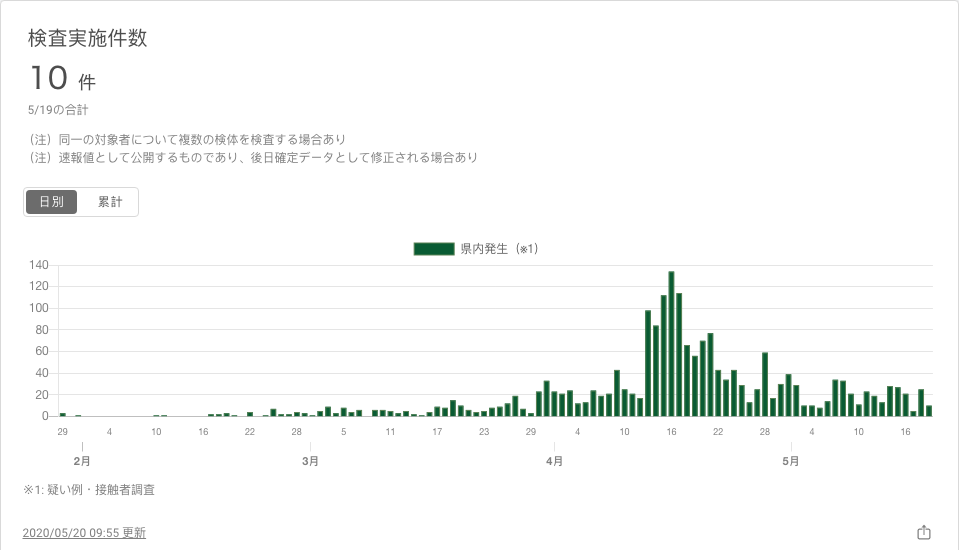 検査実施件数
10 件
5/19の合計
（注）同一の対象者について複数の検体を検査する場合あり
（注）速報値として公開するものであり、後日確定データとして修正される場合あり
日別 累計
県内発生（※1）
140
120
100
80
60
40
20
0
29 4 10 16 22 28 5 11 17 23 29 4 10 16 22 28 4 10 16
2月 3月 4月 5月
※1: 疑い例・接触者調査
2020/05/20 09:55 更新